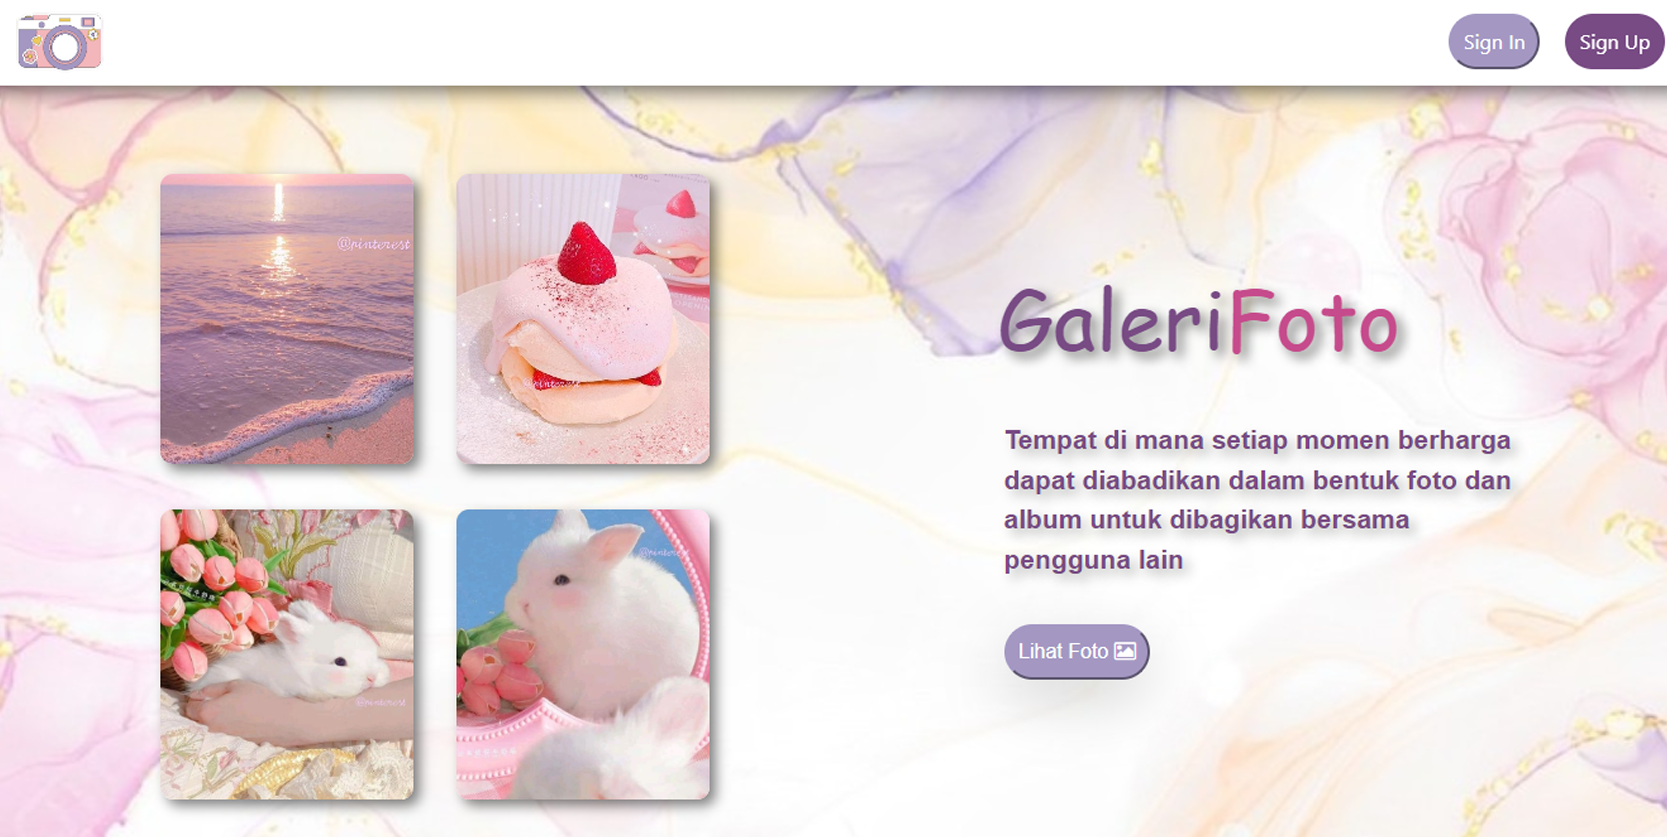 Sign In
Sign Up
@pinterest
@pinterest
GaleriFoto
Tempat di mana setiap momen berharga
dapat diabadikan dalam bentuk foto dan
album untuk dibagikan bersama
pengguna lain
Lihat Foto
@pinterest
@pinterest